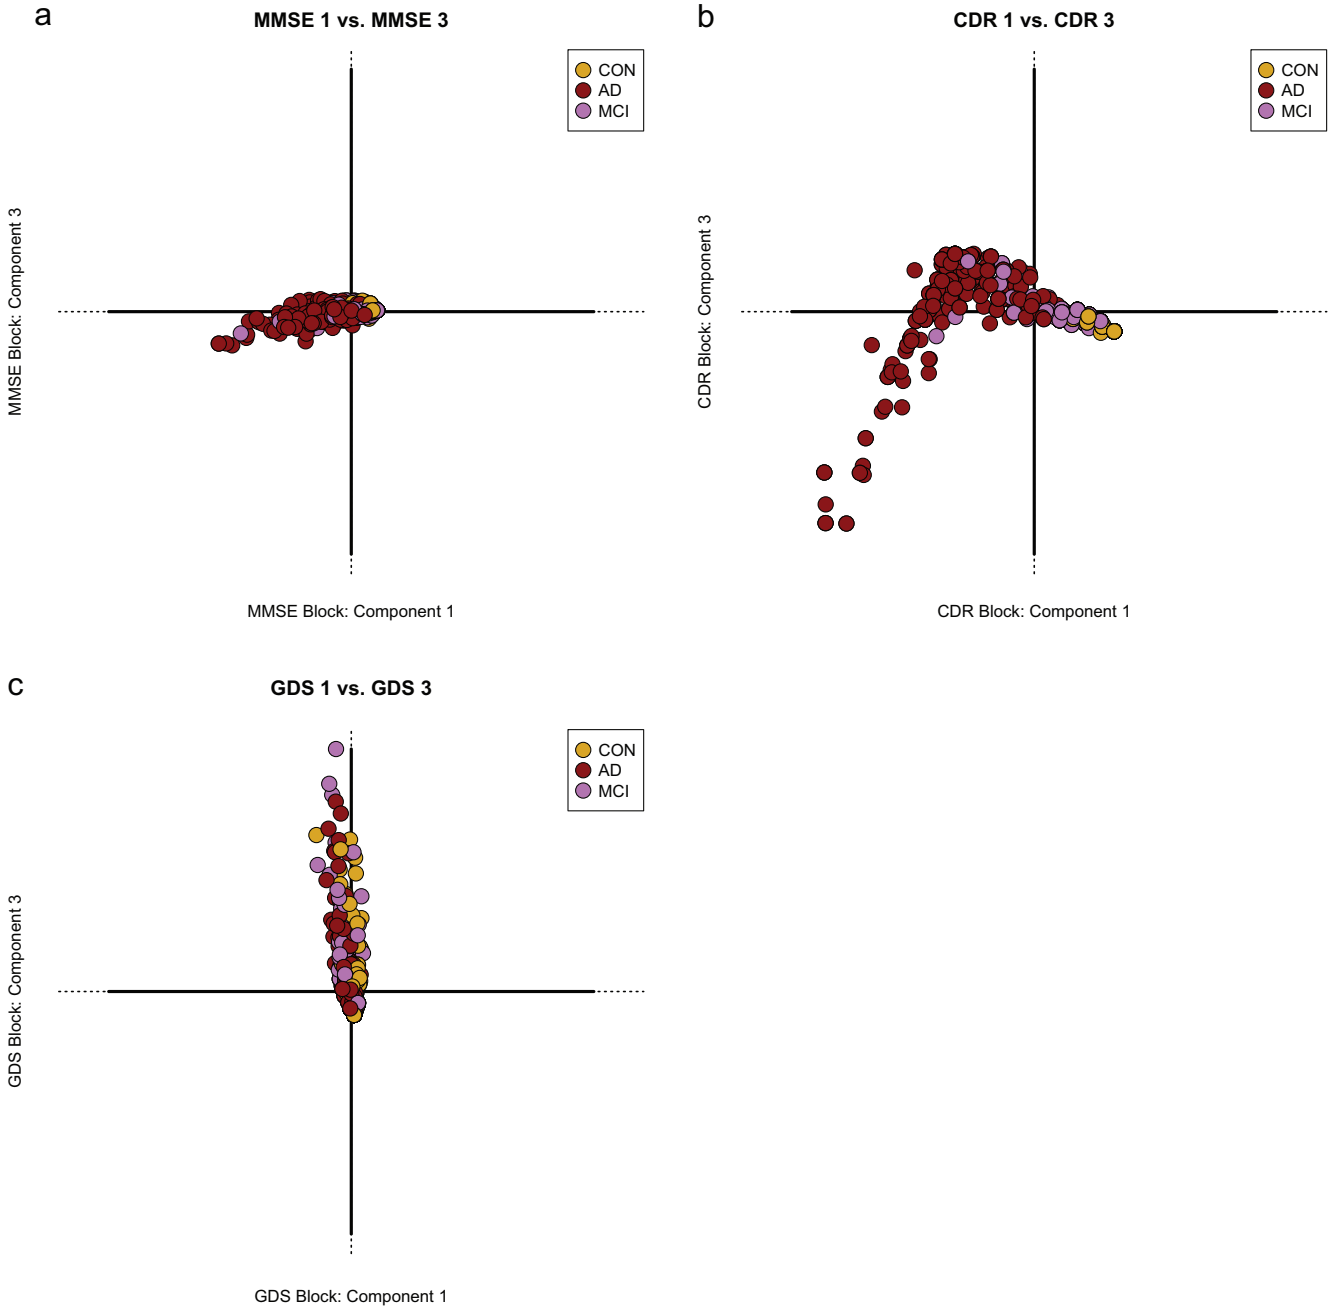 a
MMSE 1 vs. MMSE 3
CON
AD
MCI
MMSE Block: Component 3
MMSE Block: Component 1
b
CDR 1 vs. CDR 3
CON
AD
MCI
CDR Block: Component 3
CDR Block: Component 1
c
GDS 1 vs. GDS 3
CON
AD
MCI
GDS Block: Component 3
GDS Block: Component 1